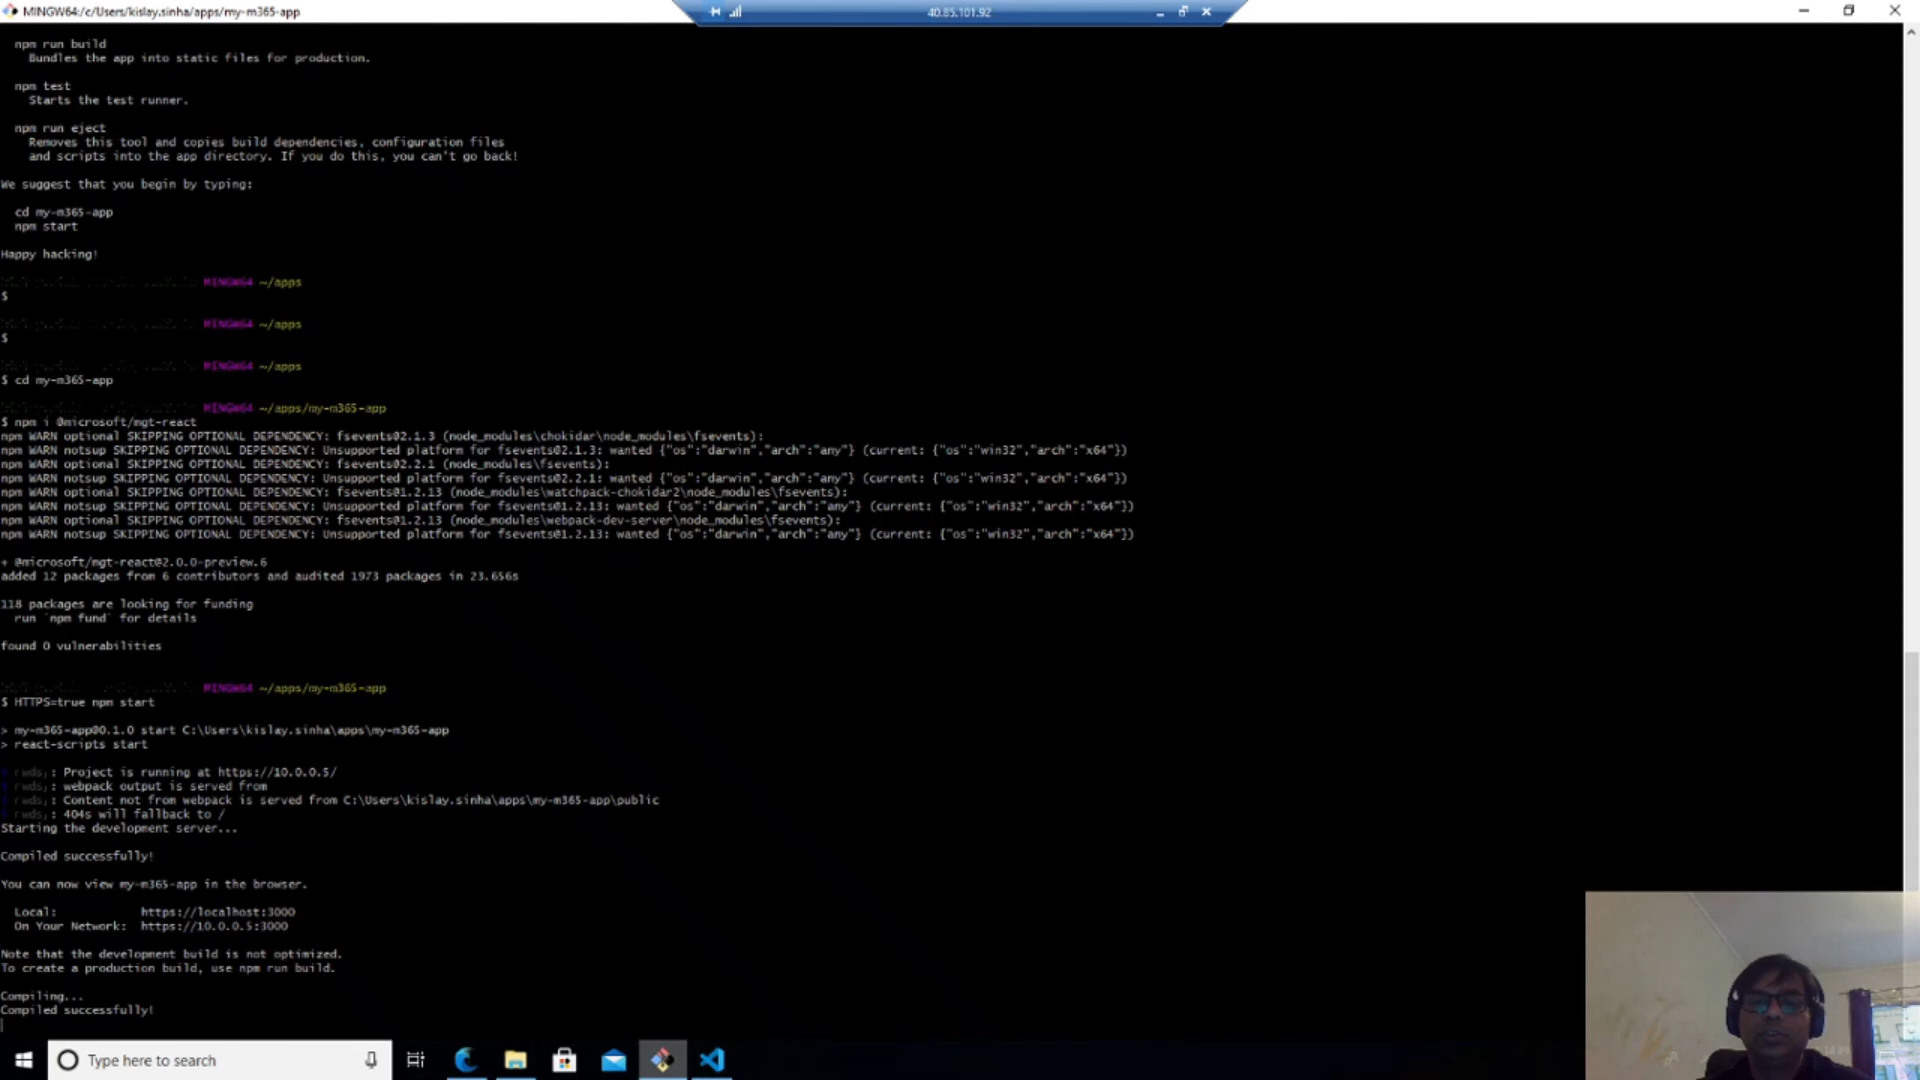 MINGW64:/c/Users/kislay.sinha/apps/my-m365-app
40.85.101.92
npm run build
Bundles the app into static files for production.
npm test
Starts the test runner.
npm run eject
Removes this tool and copies build dependencies, configuration files
and scripts into the app directory. If you do this, you can't go back!
We suggest that you begin by typing:
cd my-m365-app
npm start
Happy hacking!
MINGW64 ~/apps
$
MINGW64 ~/apps
$
MINGW64 ~/apps
$ cd my-m365-app
MINGW64 ~/apps/my-m365-app
$ npm i @microsoft/mgt-react
npm WARN optional SKIPPING OPTIONAL DEPENDENCY: fsevents@2.1.3 (node_modules\chokidar\node_modules\fsevents):
npm WARN notsup SKIPPING OPTIONAL DEPENDENCY: Unsupported platform for fsevents@2.1.3: wanted {"os":"darwin","arch":"any"} (current: {"os":"win32","arch":"x64"})
npm WARN optional SKIPPING OPTIONAL DEPENDENCY: fsevents@2.2.1 (node_modules\fsevents):
npm WARN notsup SKIPPING OPTIONAL DEPENDENCY: Unsupported platform for fsevents@2.2.1: wanted {"os":"darwin","arch":"any"} (current: {"os":"win32","arch":"x64"})
npm WARN optional SKIPPING OPTIONAL DEPENDENCY: fsevents@1.2.13 (node_modules\watchpack-chokidar2\node_modules\fsevents):
npm WARN notsup SKIPPING OPTIONAL DEPENDENCY: Unsupported platform for fsevents@1.2.13: wanted {"os":"darwin","arch":"any"} (current: {"os":"win32","arch":"x64"})
npm WARN optional SKIPPING OPTIONAL DEPENDENCY: fsevents@1.2.13 (node_modules\webpack-dev-server\node_modules\fsevents):
npm WARN notsup SKIPPING OPTIONAL DEPENDENCY: Unsupported platform for fsevents@1.2.13: wanted {"os":"darwin","arch":"any"} (current: {"os":"win32","arch":"x64"})
+ @microsoft/mgt-react@2.0.0-preview.6
added 12 packages from 6 contributors and audited 1973 packages in 23.656s
118 packages are looking for funding
run `npm fund` for details
found 0 vulnerabilities
MINGW64 ~/apps/my-m365-app
$ HTTPS=true npm start
> my-m365-app@0.1.0 start C:\Users\kislay.sinha\apps\my-m365-app
> react-scripts start
: Project is running at https://10.0.0.5/
: webpack output is served from
: Content not from webpack is served from C:\Users\kislay.sinha\apps\my-m365-app\public
: 404s will fallback to /
Starting the development server...
Compiled successfully!
You can now view my-m365-app in the browser.
Local: https://localhost:3000
On Your Network: https://10.0.0.5:3000
Note that the development build is not optimized.
To create a production build, use npm run build.
Compiling...
Compiled successfully!
Type here to search